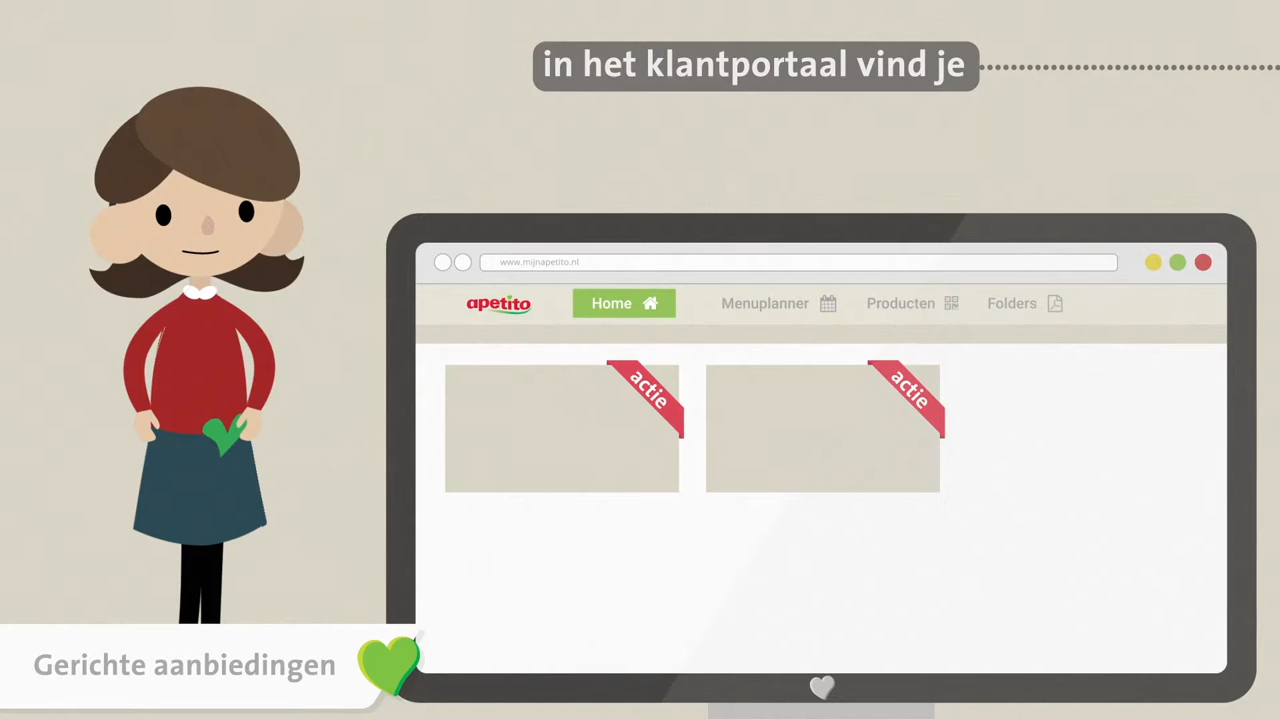 in het klantportaal vind je
www.mijnapetito.nl
apetito
Home
Menuplanner
Producten
Folders
actie
actie
Gerichte aanbiedingen